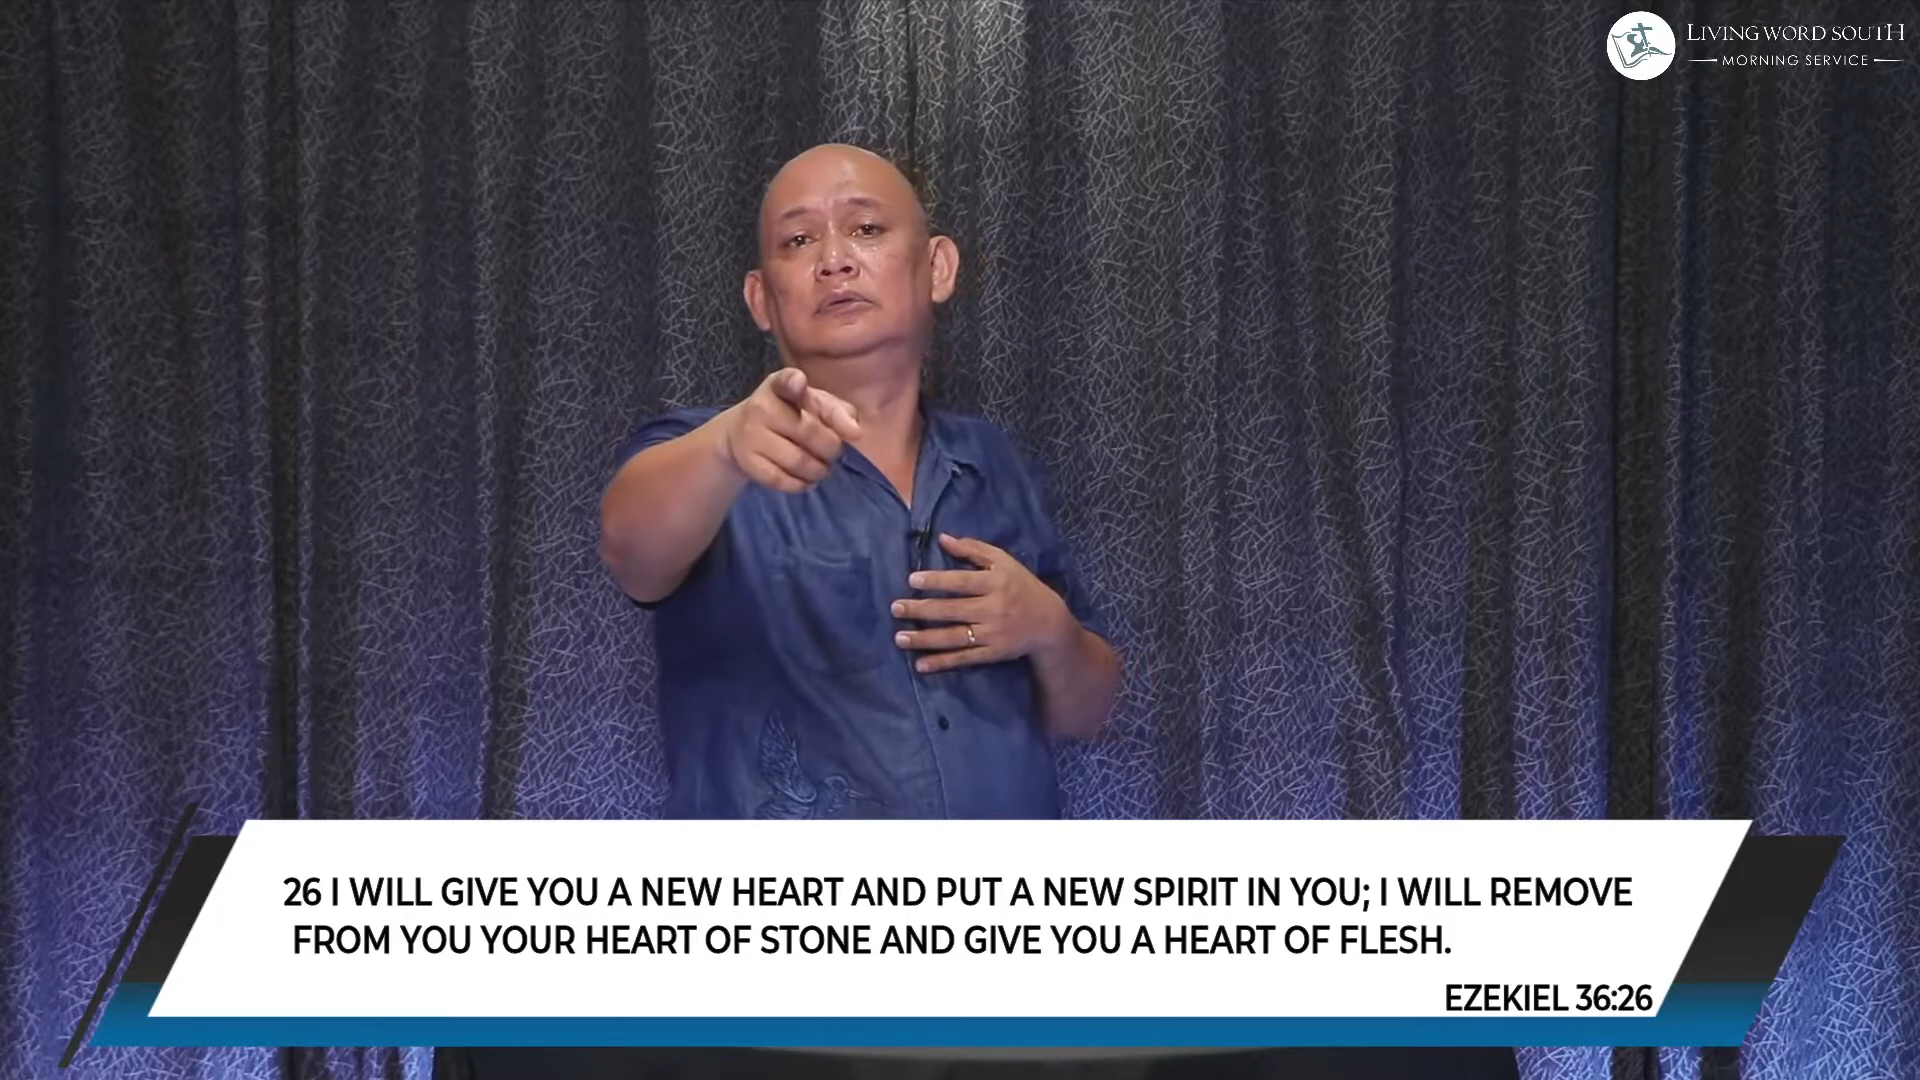 LIVING WORD SOUTH
MORNING SERVICE
26 I WILL GIVE YOU A NEW HEART AND PUT A NEW SPIRIT IN YOU; I WILL REMOVE
FROM YOU YOUR HEART OF STONE AND GIVE YOU A HEART OF FLESH.
EZEKIEL 36:26